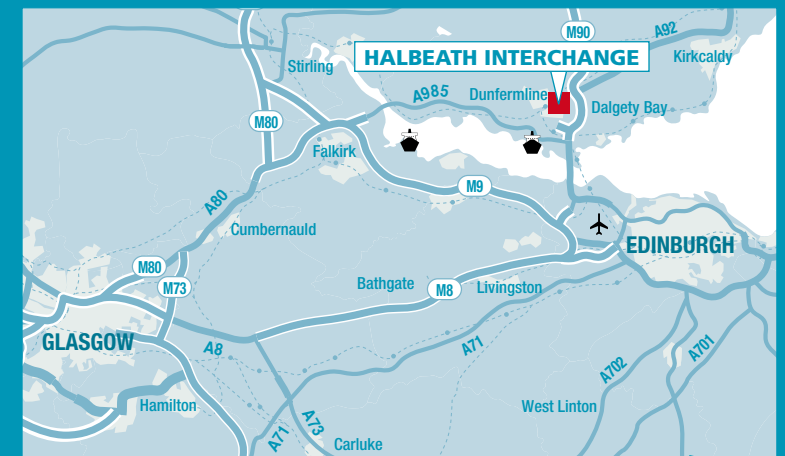 M90
A92
HALBEATH INTERCHANGE
Kirkcaldy
Stirling
A985
Dunfermline
Dalgety Bay
M80
Falkirk
M9
A80
Cumbernauld
EDINBURGH
M80
M73
Bathgate
M8
Livingston
GLASGOW
A8
A71
A702
A701
Hamilton
West Linton
A71
A73
Carluke